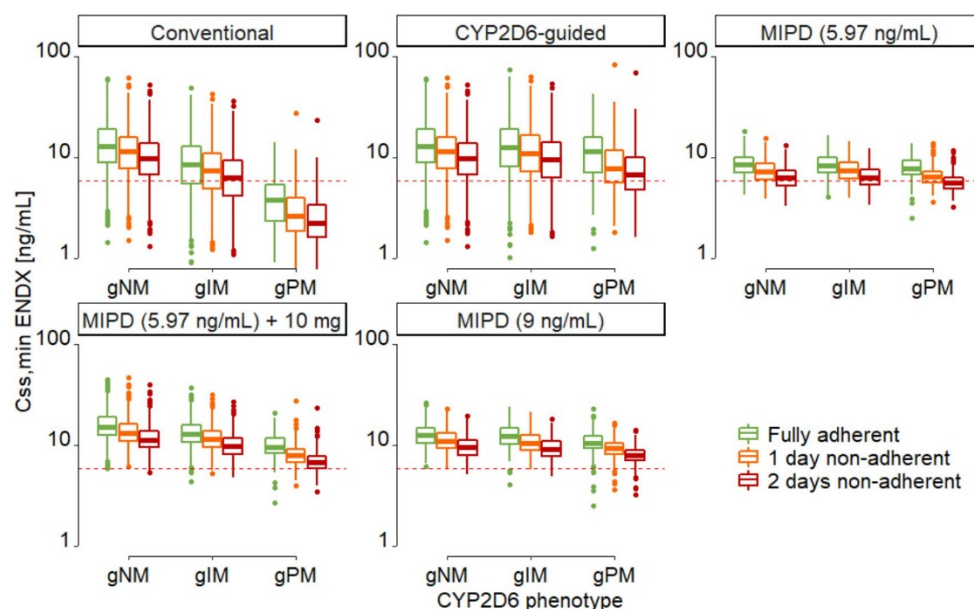 Conventional
CYP2D6-guided
MIPD (5.97 ng/mL)
100
10
1
100
10
1
100
10
1
gNM gIM gPM
gNM gIM gPM
gNM gIM gPM
MIPD (5.97 ng/mL) + 10 mg
MIPD (9 ng/mL)
100
10
1
100
10
1
gNM gIM gPM
gNM gIM gPM
Css,min ENDX [ng/mL]
CYP2D6 phenotype
Fully adherent
1 day non-adherent
2 days non-adherent